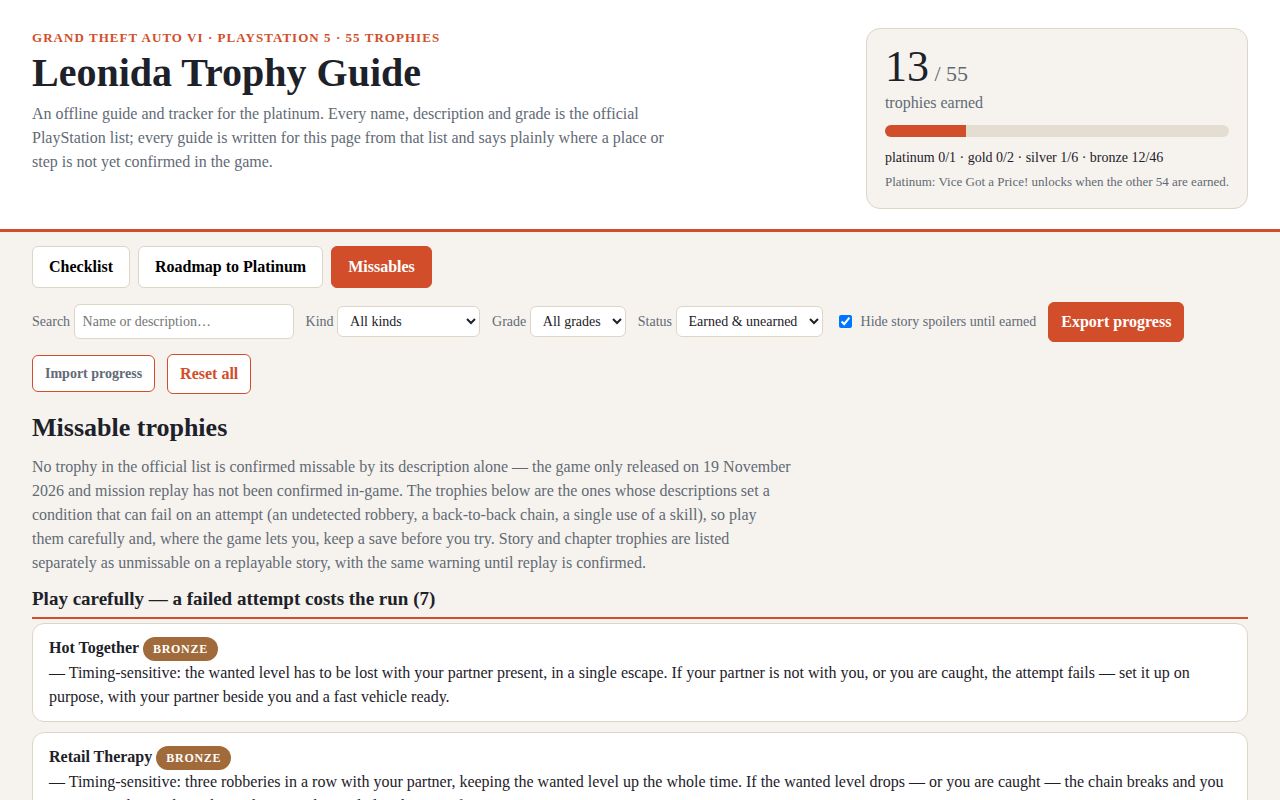 GRAND THEFT AUTO VI · PLAYSTATION 5 · 55 TROPHIES
Leonida Trophy Guide
An offline guide and tracker for the platinum. Every name, description and grade is the official
PlayStation list; every guide is written for this page from that list and says plainly where a place or
step is not yet confirmed in the game.
13 / 55
trophies earned
platinum 0/1 · gold 0/2 · silver 1/6 · bronze 12/46
Platinum: Vice Got a Price! unlocks when the other 54 are earned.
Checklist Roadmap to Platinum Missables
Search Name or description… Kind All kinds Grade All grades Status Earned & unearned Hide story spoilers until earned Export progress
Import progress Reset all
Missable trophies
No trophy in the official list is confirmed missable by its description alone — the game only released on 19 November
2026 and mission replay has not been confirmed in-game. The trophies below are the ones whose descriptions set a
condition that can fail on an attempt (an undetected robbery, a back-to-back chain, a single use of a skill), so play
them carefully and, where the game lets you, keep a save before you try. Story and chapter trophies are listed
separately as unmissable on a replayable story, with the same warning until replay is confirmed.
Play carefully — a failed attempt costs the run (7)
Hot Together BRONZE
— Timing-sensitive: the wanted level has to be lost with your partner present, in a single escape. If your partner is not with you, or you are caught, the attempt fails — set it up on
purpose, with your partner beside you and a fast vehicle ready.
Retail Therapy BRONZE
— Timing-sensitive: three robberies in a row with your partner, keeping the wanted level up the whole time. If the wanted level drops — or you are caught — the chain breaks and you